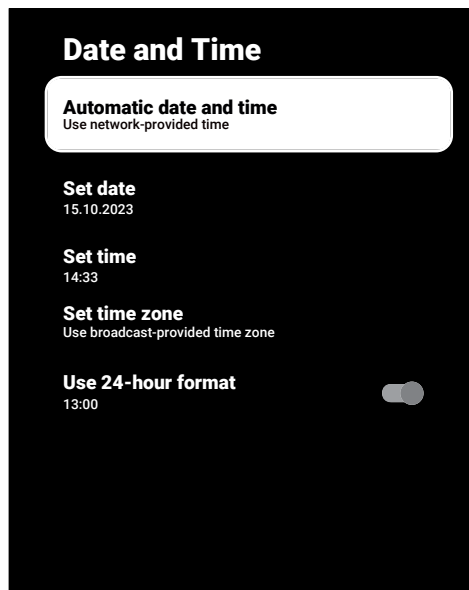 Date and Time
Automatic date and time
Use network-provided time
Set date
15.10.2023
Set time
14:33
Set time zone
Use broadcast-provided time zone
Use 24-hour format
13:00